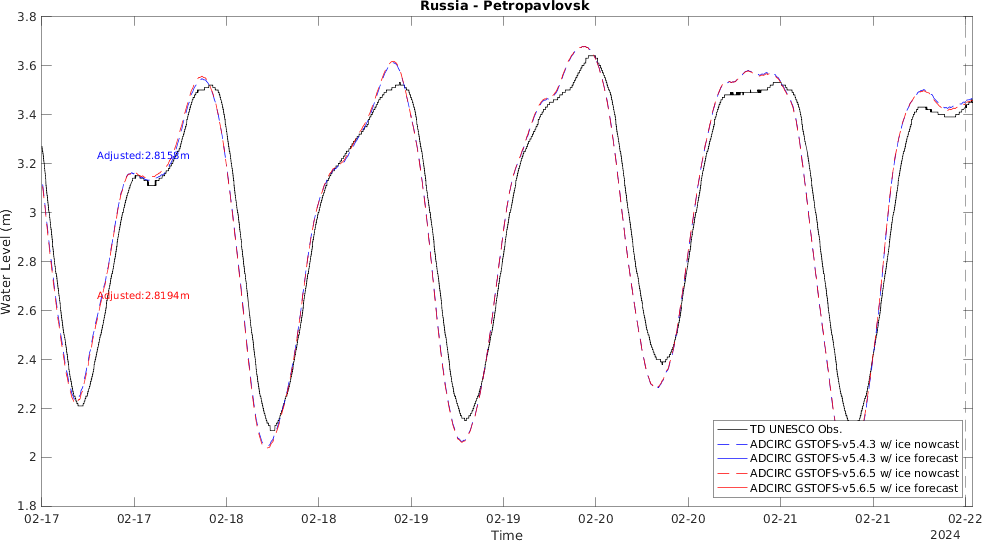 Russia - Petropavlovsk
3.8
3.6
3.4
3.2
3
2.8
2.6
2.4
2.2
2
1.8
Water Level (m)
Adjusted:2.8158m
Adjusted:2.8194m
TD UNESCO Obs.
ADCIRC GSTOFS-v5.4.3 w/ ice nowcast
ADCIRC GSTOFS-v5.4.3 w/ ice forecast
ADCIRC GSTOFS-v5.6.5 w/ ice nowcast
ADCIRC GSTOFS-v5.6.5 w/ ice forecast
02-17 02-17 02-18 02-18 02-19 02-19 02-20 02-20 02-21 02-21 02-22
Time
2024